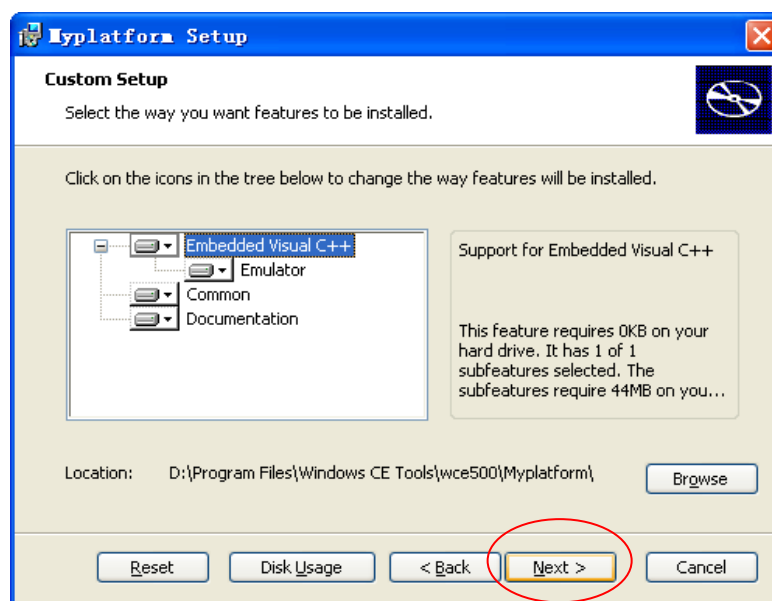 Myplatform Setup
Custom Setup
Select the way you want features to be installed.
Click on the icons in the tree below to change the way features will be installed.
Embedded Visual C++
Emulator
Common
Documentation
Support for Embedded Visual C++
This feature requires 0KB on your
hard drive. It has 1 of 1
subfeatures selected. The
subfeatures require 44MB on you...
Location: D:\Program Files\Windows CE Tools\wce500\Myplatform\
Browse
Reset
Disk Usage
< Back
Next >
Cancel